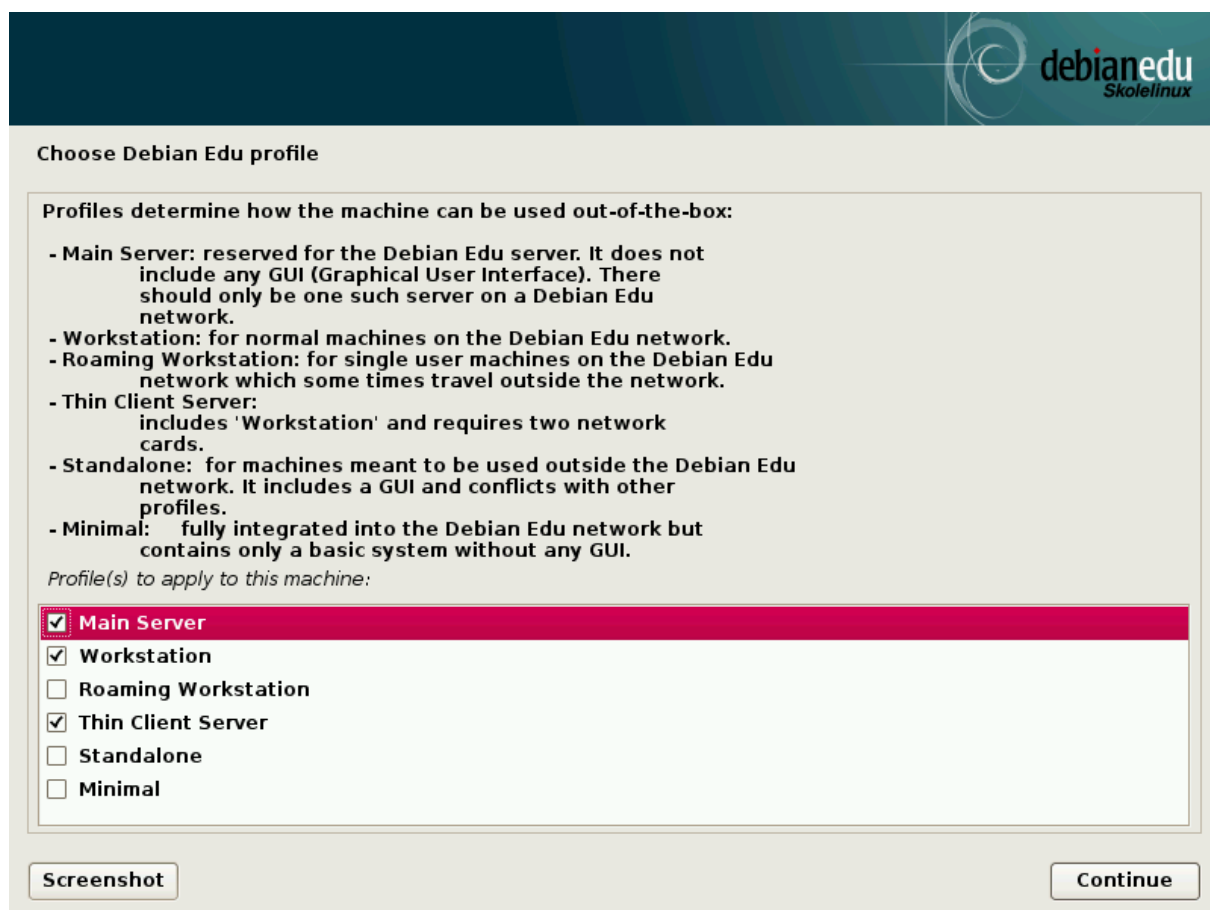 debianedu
Skolelinux
Choose Debian Edu profile
Profiles determine how the machine can be used out-of-the-box:
- Main Server: reserved for the Debian Edu server. It does not
include any GUI (Graphical User Interface). There
should only be one such server on a Debian Edu
network.
- Workstation: for normal machines on the Debian Edu network.
- Roaming Workstation: for single user machines on the Debian Edu
network which some times travel outside the network.
- Thin Client Server:
includes 'Workstation' and requires two network
cards.
- Standalone: for machines meant to be used outside the Debian Edu
network. It includes a GUI and conflicts with other
profiles.
- Minimal: fully integrated into the Debian Edu network but
contains only a basic system without any GUI.
Profile(s) to apply to this machine:
Main Server
Workstation
Roaming Workstation
Thin Client Server
Standalone
Minimal
Screenshot
Continue